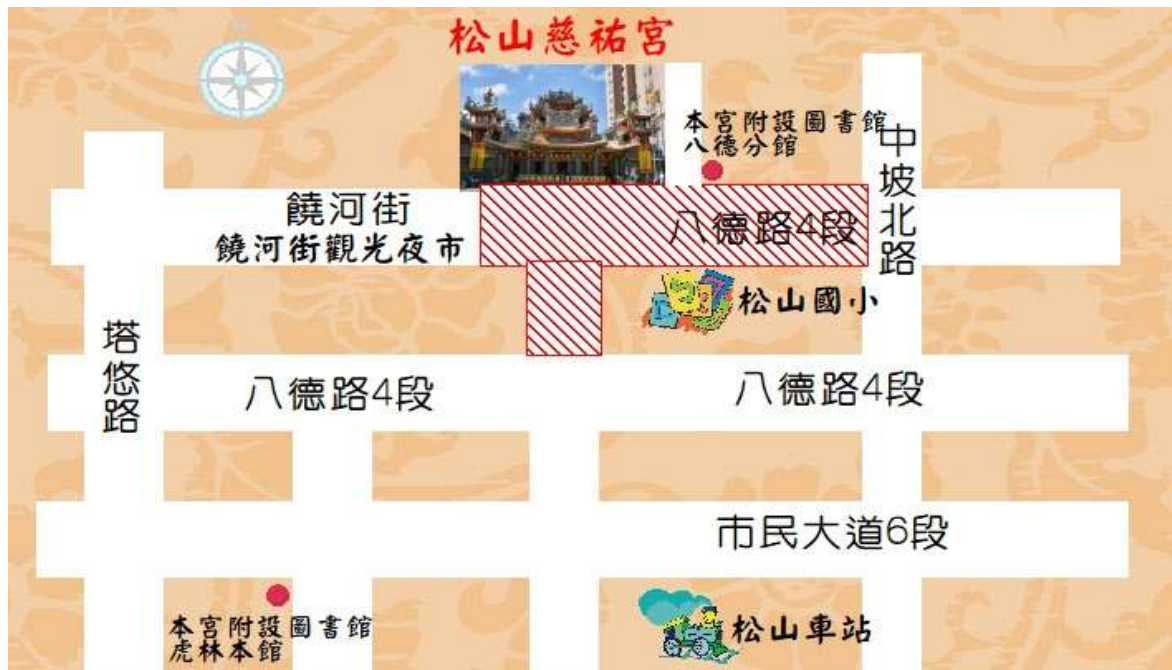 松山慈祐宮
本宮附設圖書館
八德分館
中坡北路
饒河街
饒河街觀光夜市
八德路4段
松山國小
塔悠路
八德路4段
八德路4段
市民大道6段
本宮附設圖書館
虎林本館
松山車站